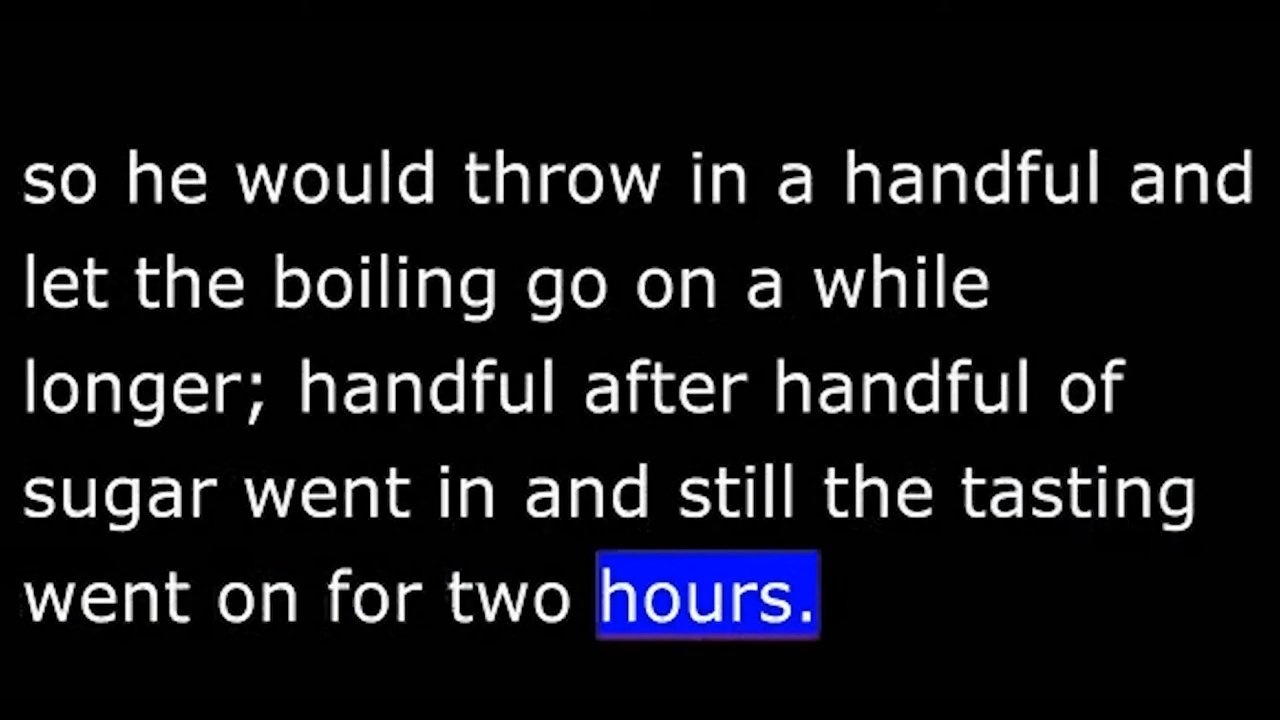 so he would throw in a handful and
let the boiling go on a while
longer; handful after handful of
sugar went in and still the tasting
went on for two hours.